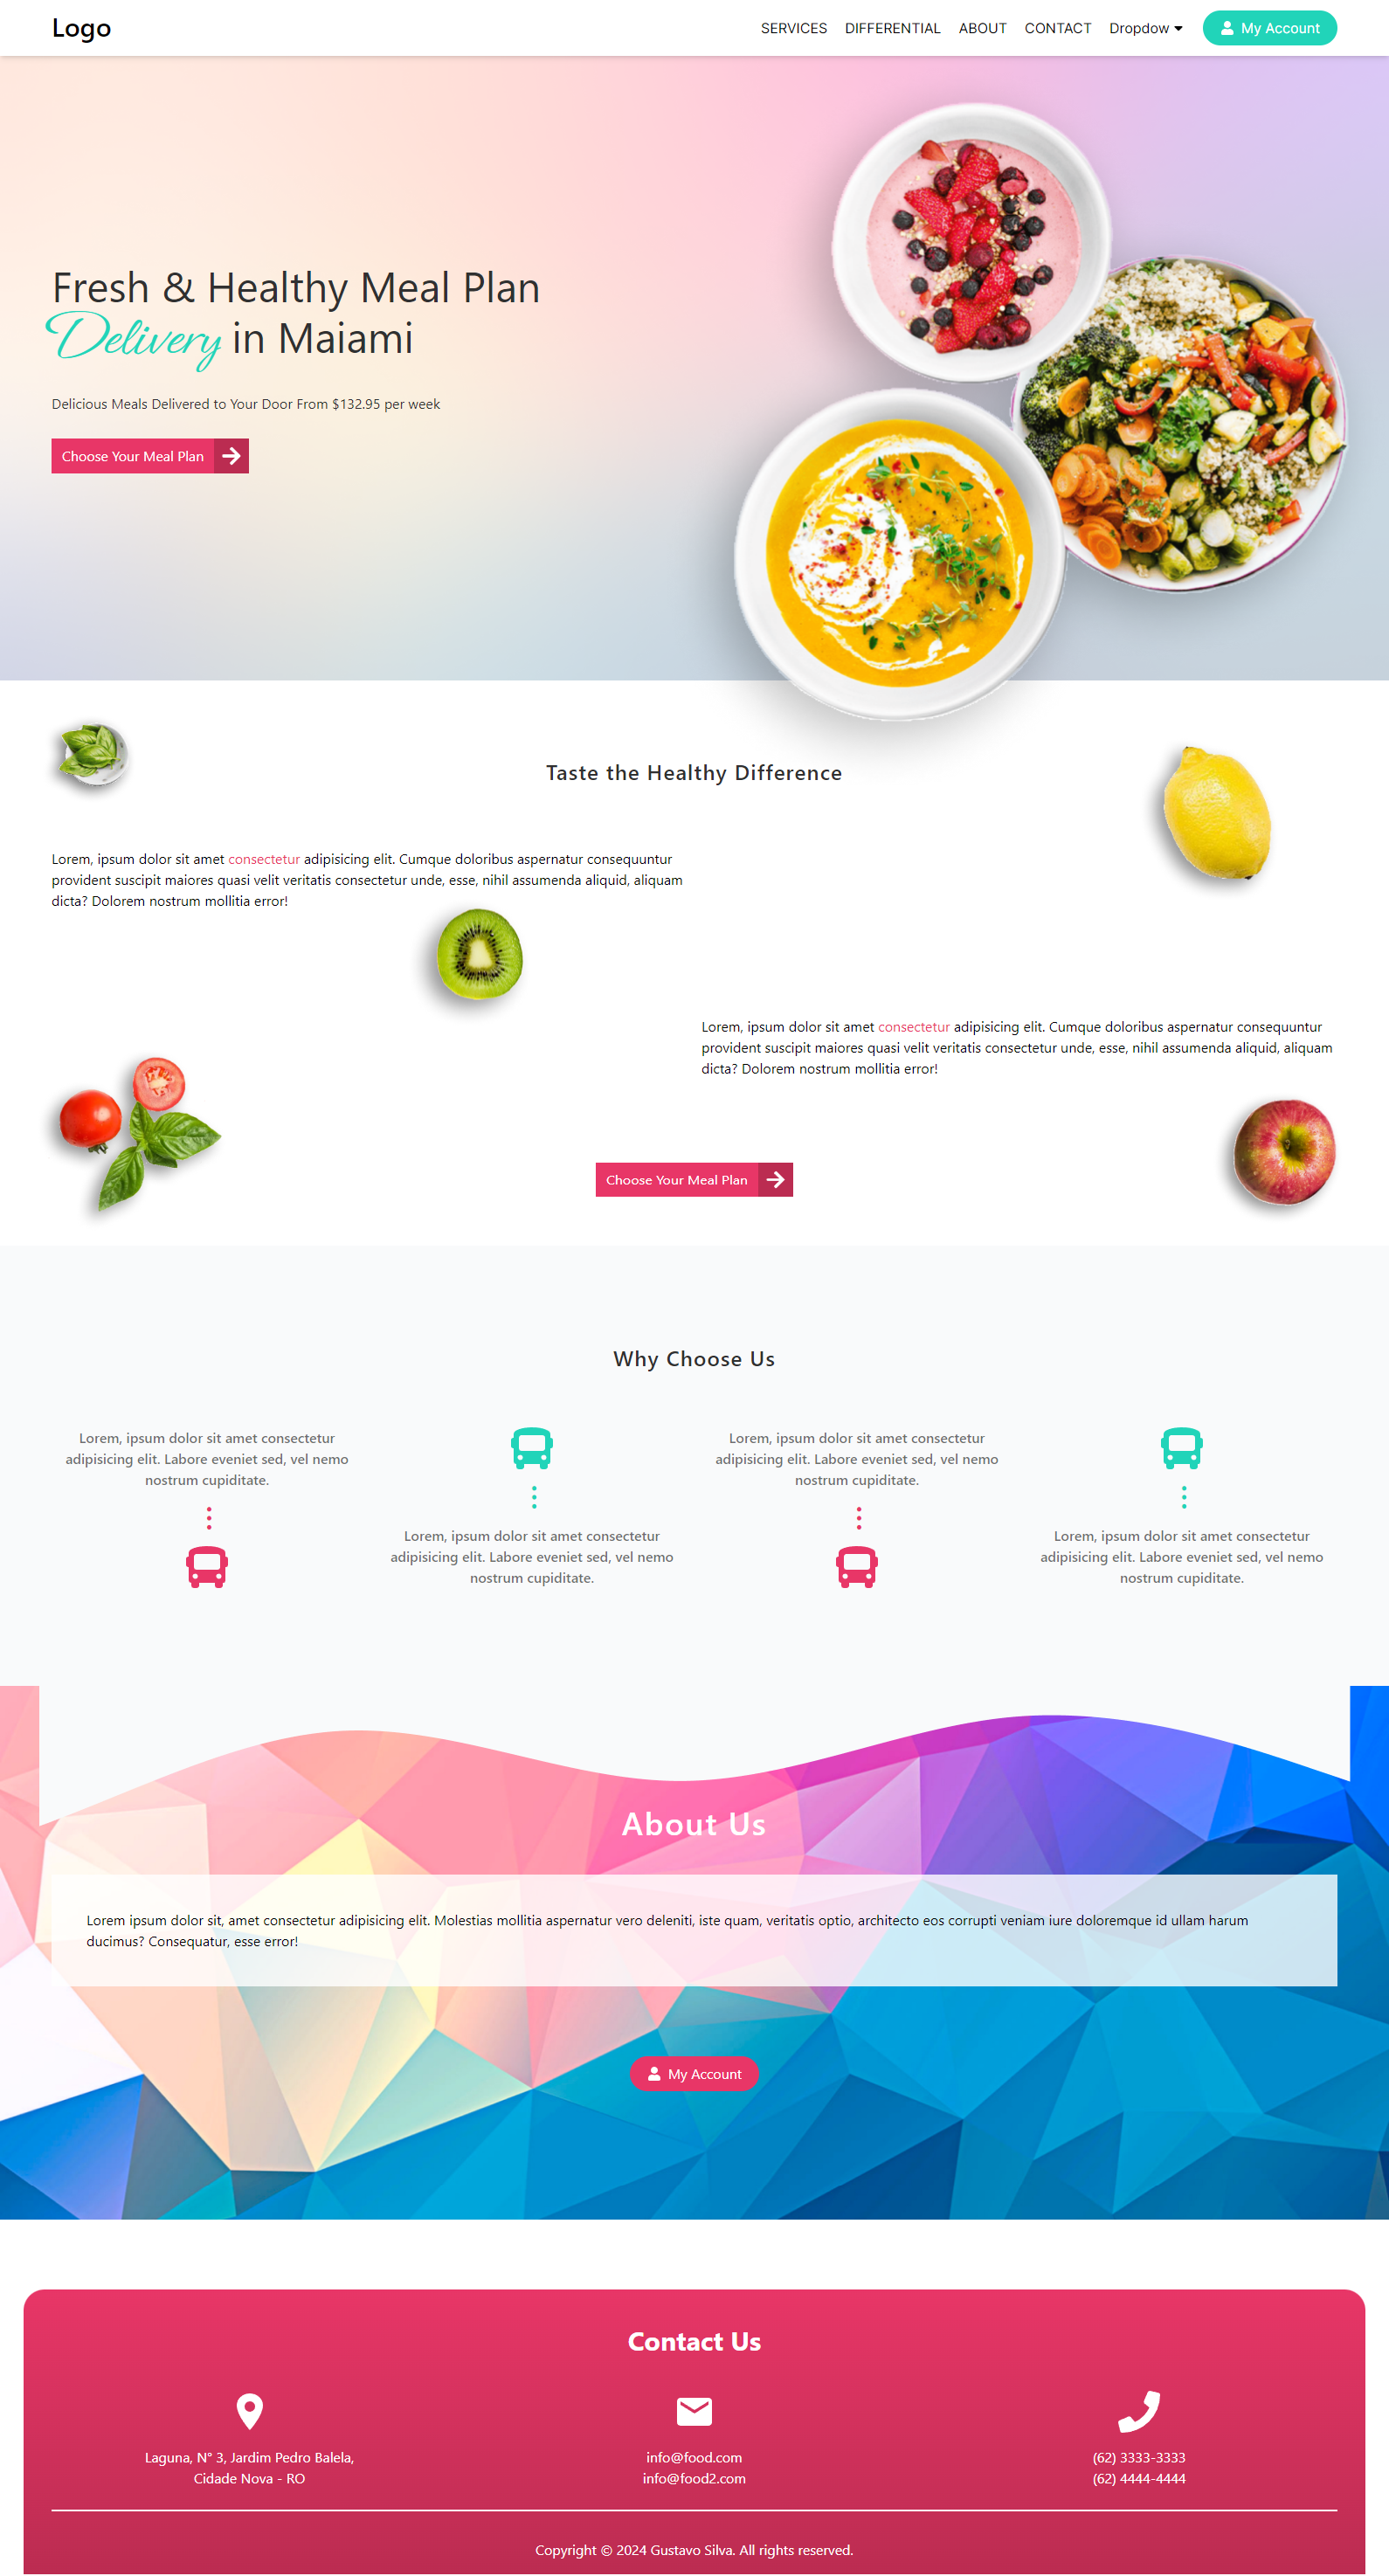 Logo
SERVICES DIFFERENTIAL ABOUT CONTACT Dropdow My Account
Fresh & Healthy Meal Plan
Delivery in Maiami
Delicious Meals Delivered to Your Door From $132.95 per week
Choose Your Meal Plan
Taste the Healthy Difference
Lorem, ipsum dolor sit amet consectetur adipisicing elit. Cumque doloribus aspernatur consequuntur
provident suscipit maiores quasi velit veritatis consectetur unde, esse, nihil assumenda aliquid, aliquam
dicta? Dolorem nostrum mollitia error!
Lorem, ipsum dolor sit amet consectetur adipisicing elit. Cumque doloribus aspernatur consequuntur
provident suscipit maiores quasi velit veritatis consectetur unde, esse, nihil assumenda aliquid, aliquam
dicta? Dolorem nostrum mollitia error!
Choose Your Meal Plan
Why Choose Us
Lorem, ipsum dolor sit amet consectetur
adipisicing elit. Labore eveniet sed, vel nemo
nostrum cupiditate.
Lorem, ipsum dolor sit amet consectetur
adipisicing elit. Labore eveniet sed, vel nemo
nostrum cupiditate.
Lorem, ipsum dolor sit amet consectetur
adipisicing elit. Labore eveniet sed, vel nemo
nostrum cupiditate.
Lorem, ipsum dolor sit amet consectetur
adipisicing elit. Labore eveniet sed, vel nemo
nostrum cupiditate.
About Us
Lorem ipsum dolor sit, amet consectetur adipisicing elit. Molestias mollitia aspernatur vero deleniti, iste quam, veritatis optio, architecto eos corrupti veniam iure doloremque id ullam harum
ducimus? Consequatur, esse error!
My Account
Contact Us
Laguna, N° 3, Jardim Pedro Balela,
Cidade Nova - RO
info@food.com
info@food2.com
(62) 3333-3333
(62) 4444-4444
Copyright © 2024 Gustavo Silva. All rights reserved.